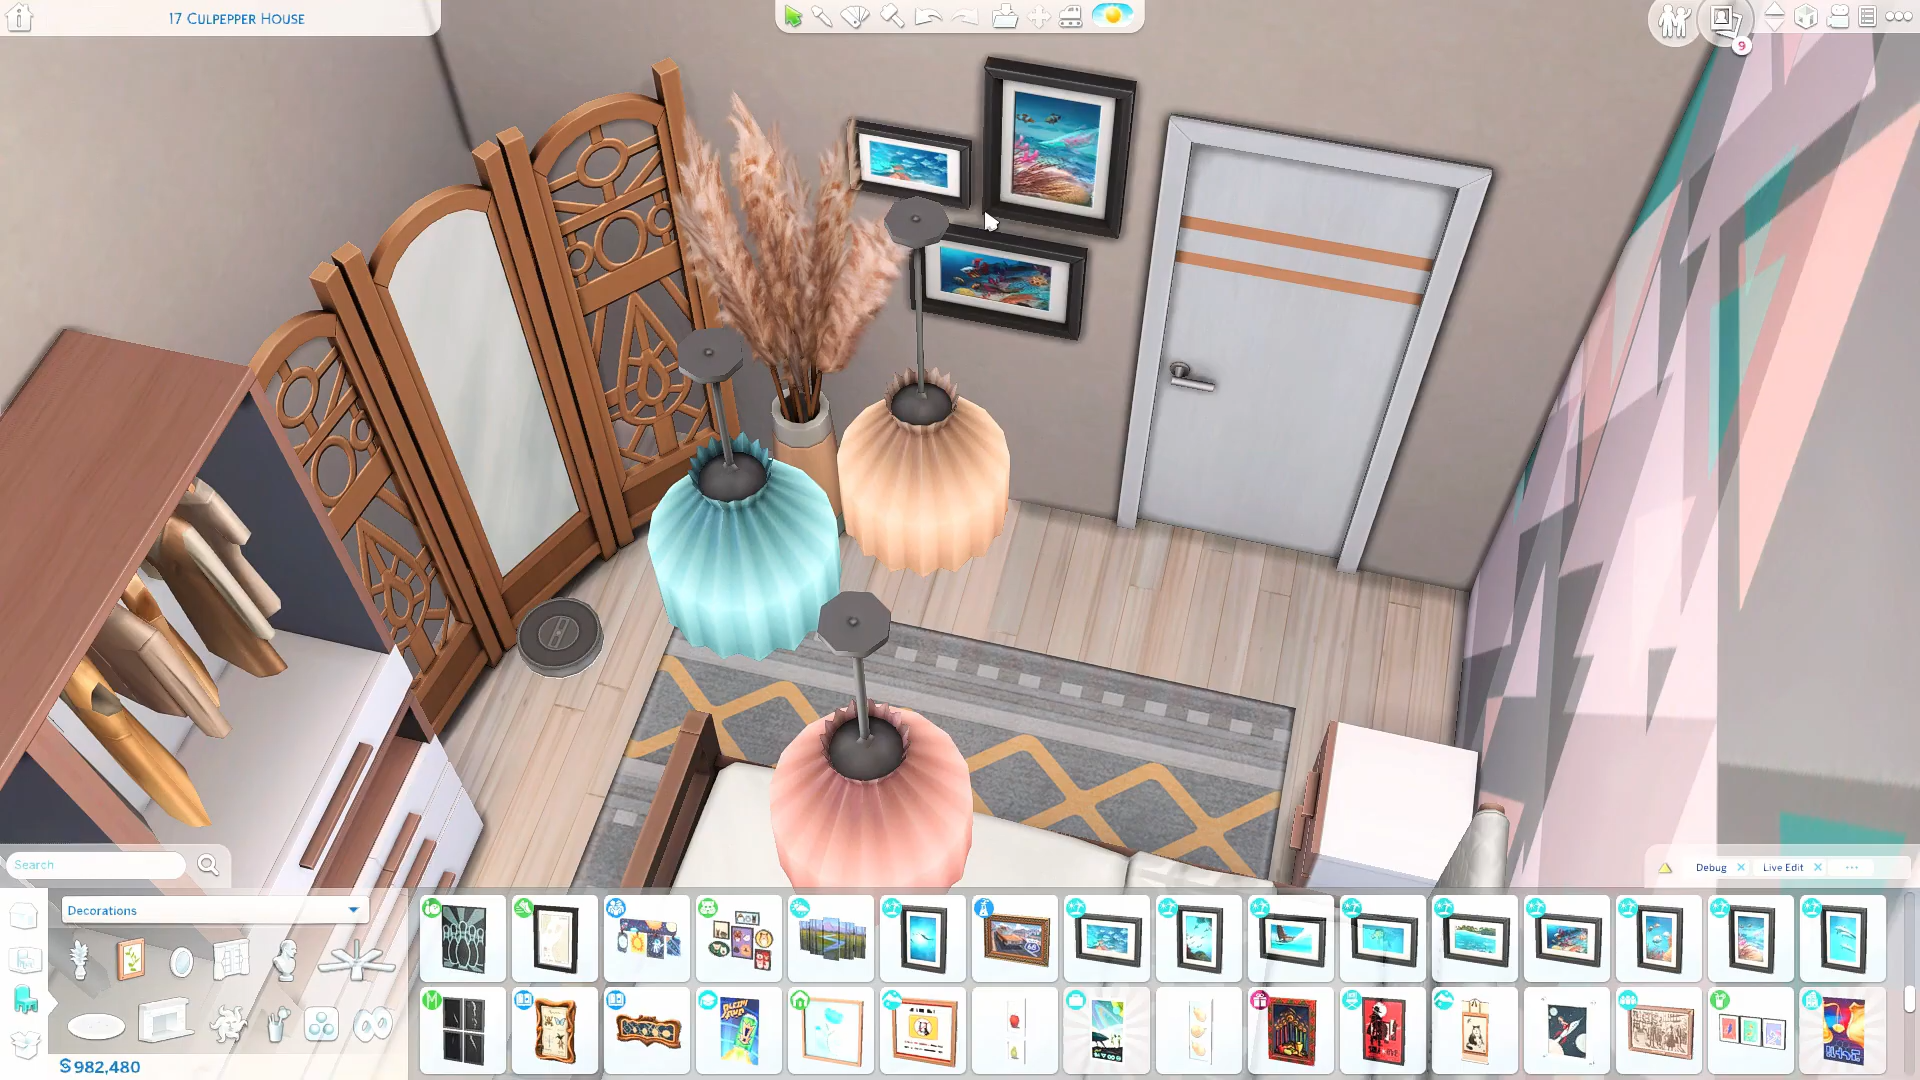 17 CULPEPPER HOUSE
9
Search
Debug
Live Edit
Decorations
§982,480